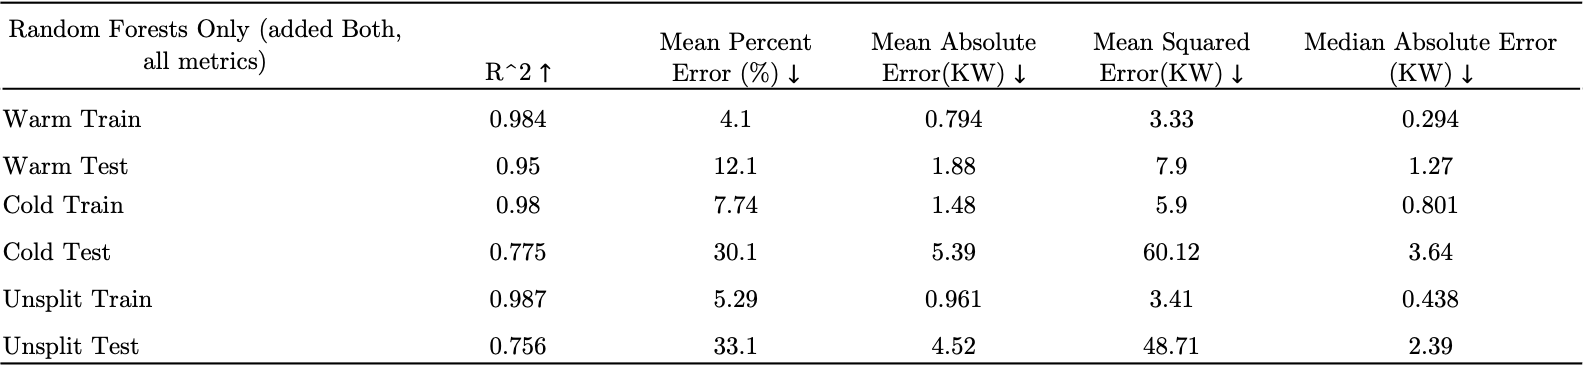 Random Forests Only (added Both,
all metrics)
R^2 ↑
Mean Percent
Error (%) ↓
Mean Absolute
Error(KW) ↓
Mean Squared
Error(KW) ↓
Median Absolute Error
(KW) ↓
Warm Train 0.984 4.1 0.794 3.33 0.294
Warm Test 0.95 12.1 1.88 7.9 1.27
Cold Train 0.98 7.74 1.48 5.9 0.801
Cold Test 0.775 30.1 5.39 60.12 3.64
Unsplit Train 0.987 5.29 0.961 3.41 0.438
Unsplit Test 0.756 33.1 4.52 48.71 2.39